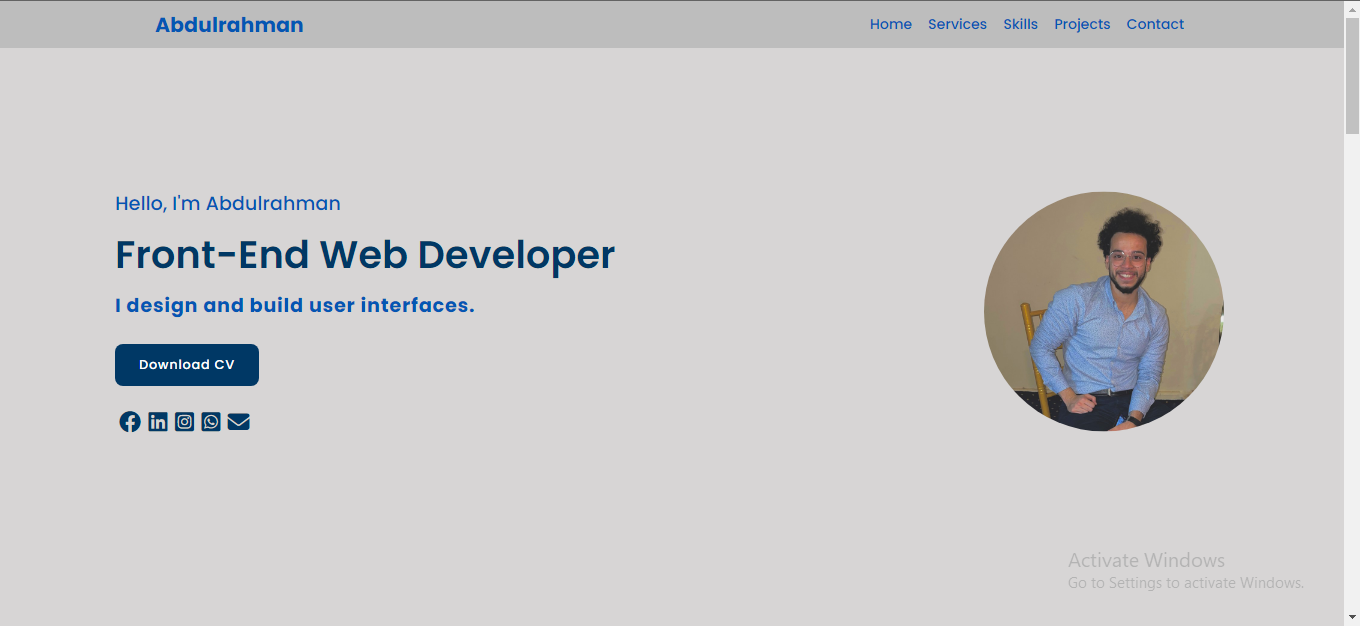 Abdulrahman
Home Services Skills Projects Contact
Hello, I'm Abdulrahman
Front-End Web Developer
I design and build user interfaces.
Download CV
Activate Windows
Go to Settings to activate Windows.